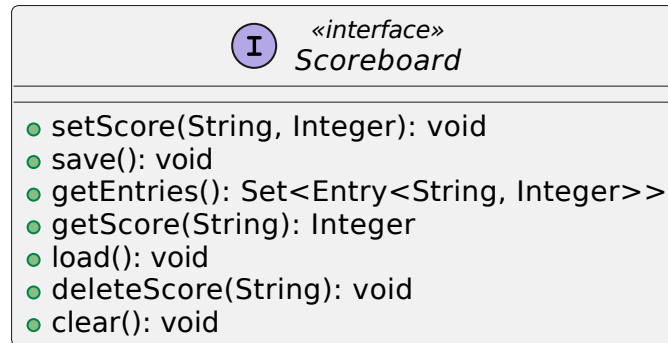 I
«interface»
Scoreboard
setScore(String, Integer): void
save(): void
getEntries(): Set<Entry<String, Integer>>
getScore(String): Integer
load(): void
deleteScore(String): void
clear(): void